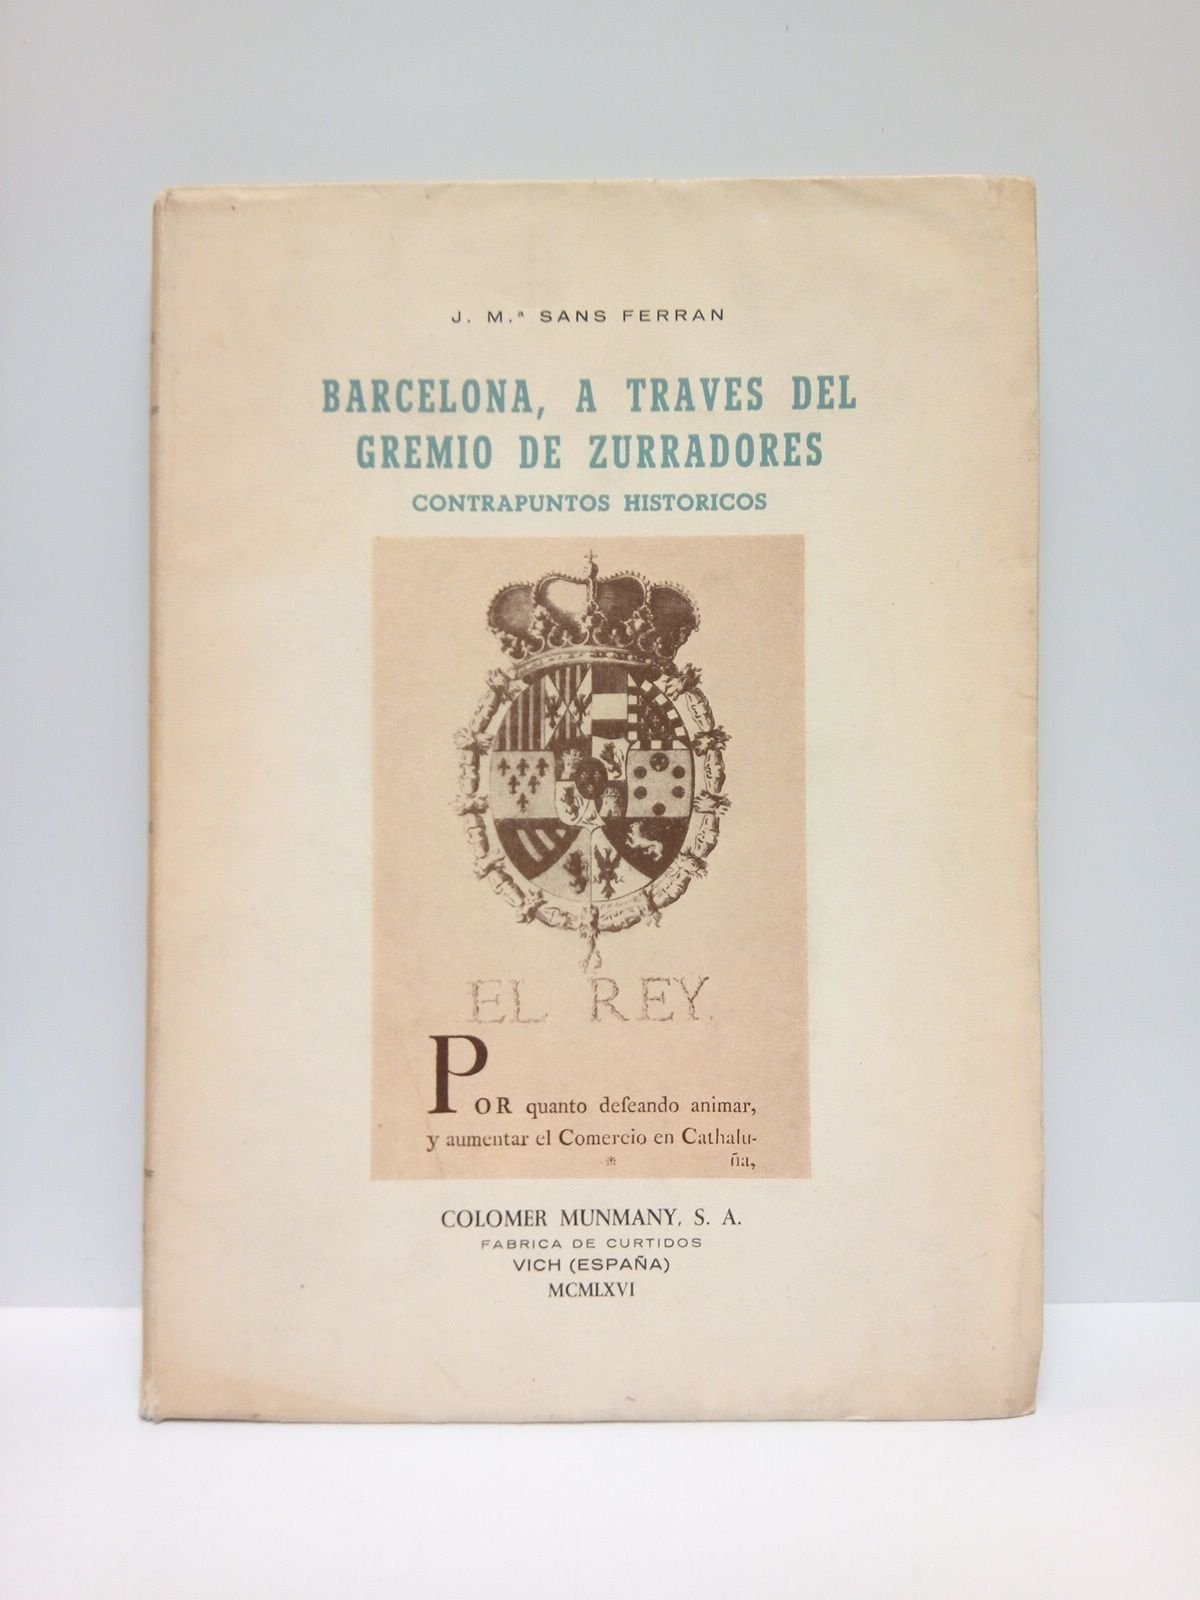 J. M.ª SANS FERRAN
BARCELONA, A TRAVES DEL
GREMIO DE ZURRADORES
CONTRAPUNTOS HISTORICOS
EL REY.
POR quanto deſeando animar,
y aumentar el Comercio en Cathalu-
ña,
COLOMER MUNMANY, S. A.
FABRICA DE CURTIDOS
VICH (ESPAÑA)
MCMLXVI